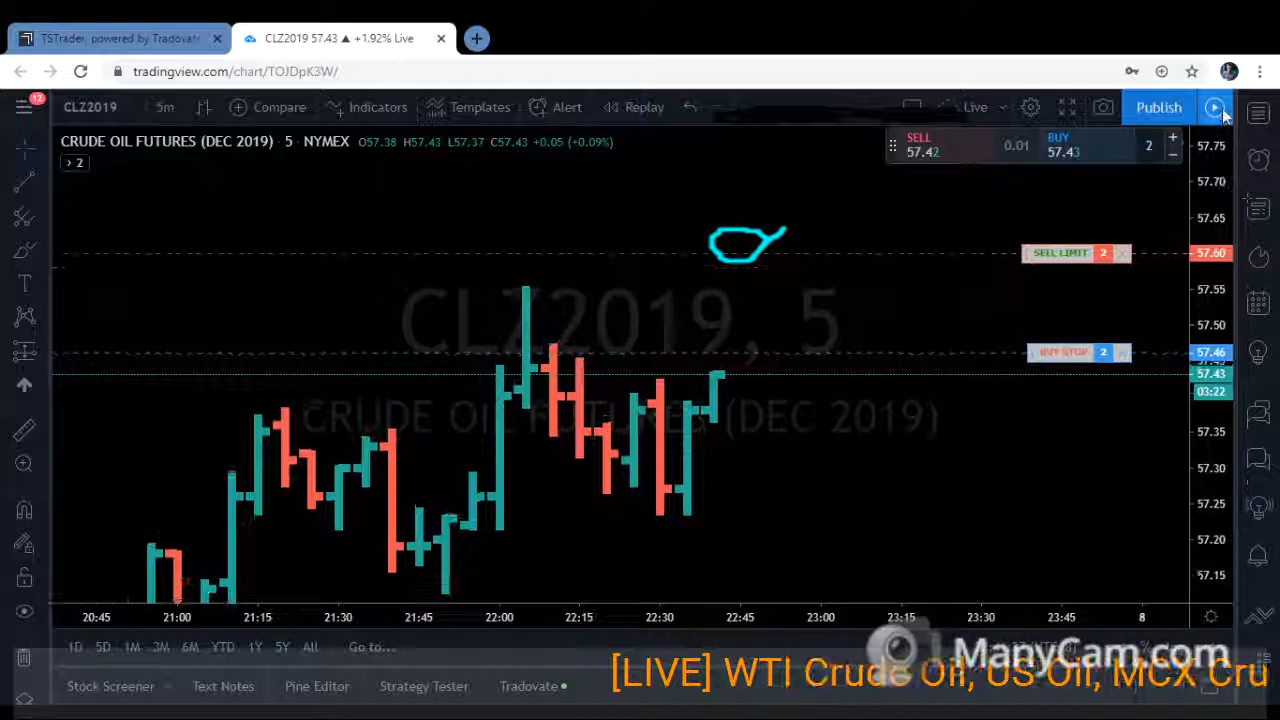 TSTrader, powered by Tradovate
CLZ2019 57.43 ▲ +1.92% Live
tradingview.com/chart/TOJDpK3W/
12
CLZ2019 5m Compare Indicators Templates Alert Replay Live Publish
CRUDE OIL FUTURES (DEC 2019) · 5 · NYMEX O57.38 H57.43 L57.37 C57.43 +0.05 (+0.09%)
> 2
SELL
57.42
0.01
BUY
57.43
2
57.75
57.70
57.65
SELL LIMIT 2 57.60
57.55
CLZ2019, 5
57.50
BUY STOP 2 57.46
57.43
03:22
CRUDE OIL FUTURES (DEC 2019)
57.35
57.30
57.25
57.20
57.15
20:45 21:00 21:15 21:30 21:45 22:00 22:15 22:30 22:45 23:00 23:15 23:30 23:45 8
1D 5D 1M 3M 6M YTD 1Y 5Y All Go to...
ManyCam.com
Stock Screener Text Notes Pine Editor Strategy Tester Tradovate
[LIVE] WTI Crude Oil, US Oil, MCX Cru